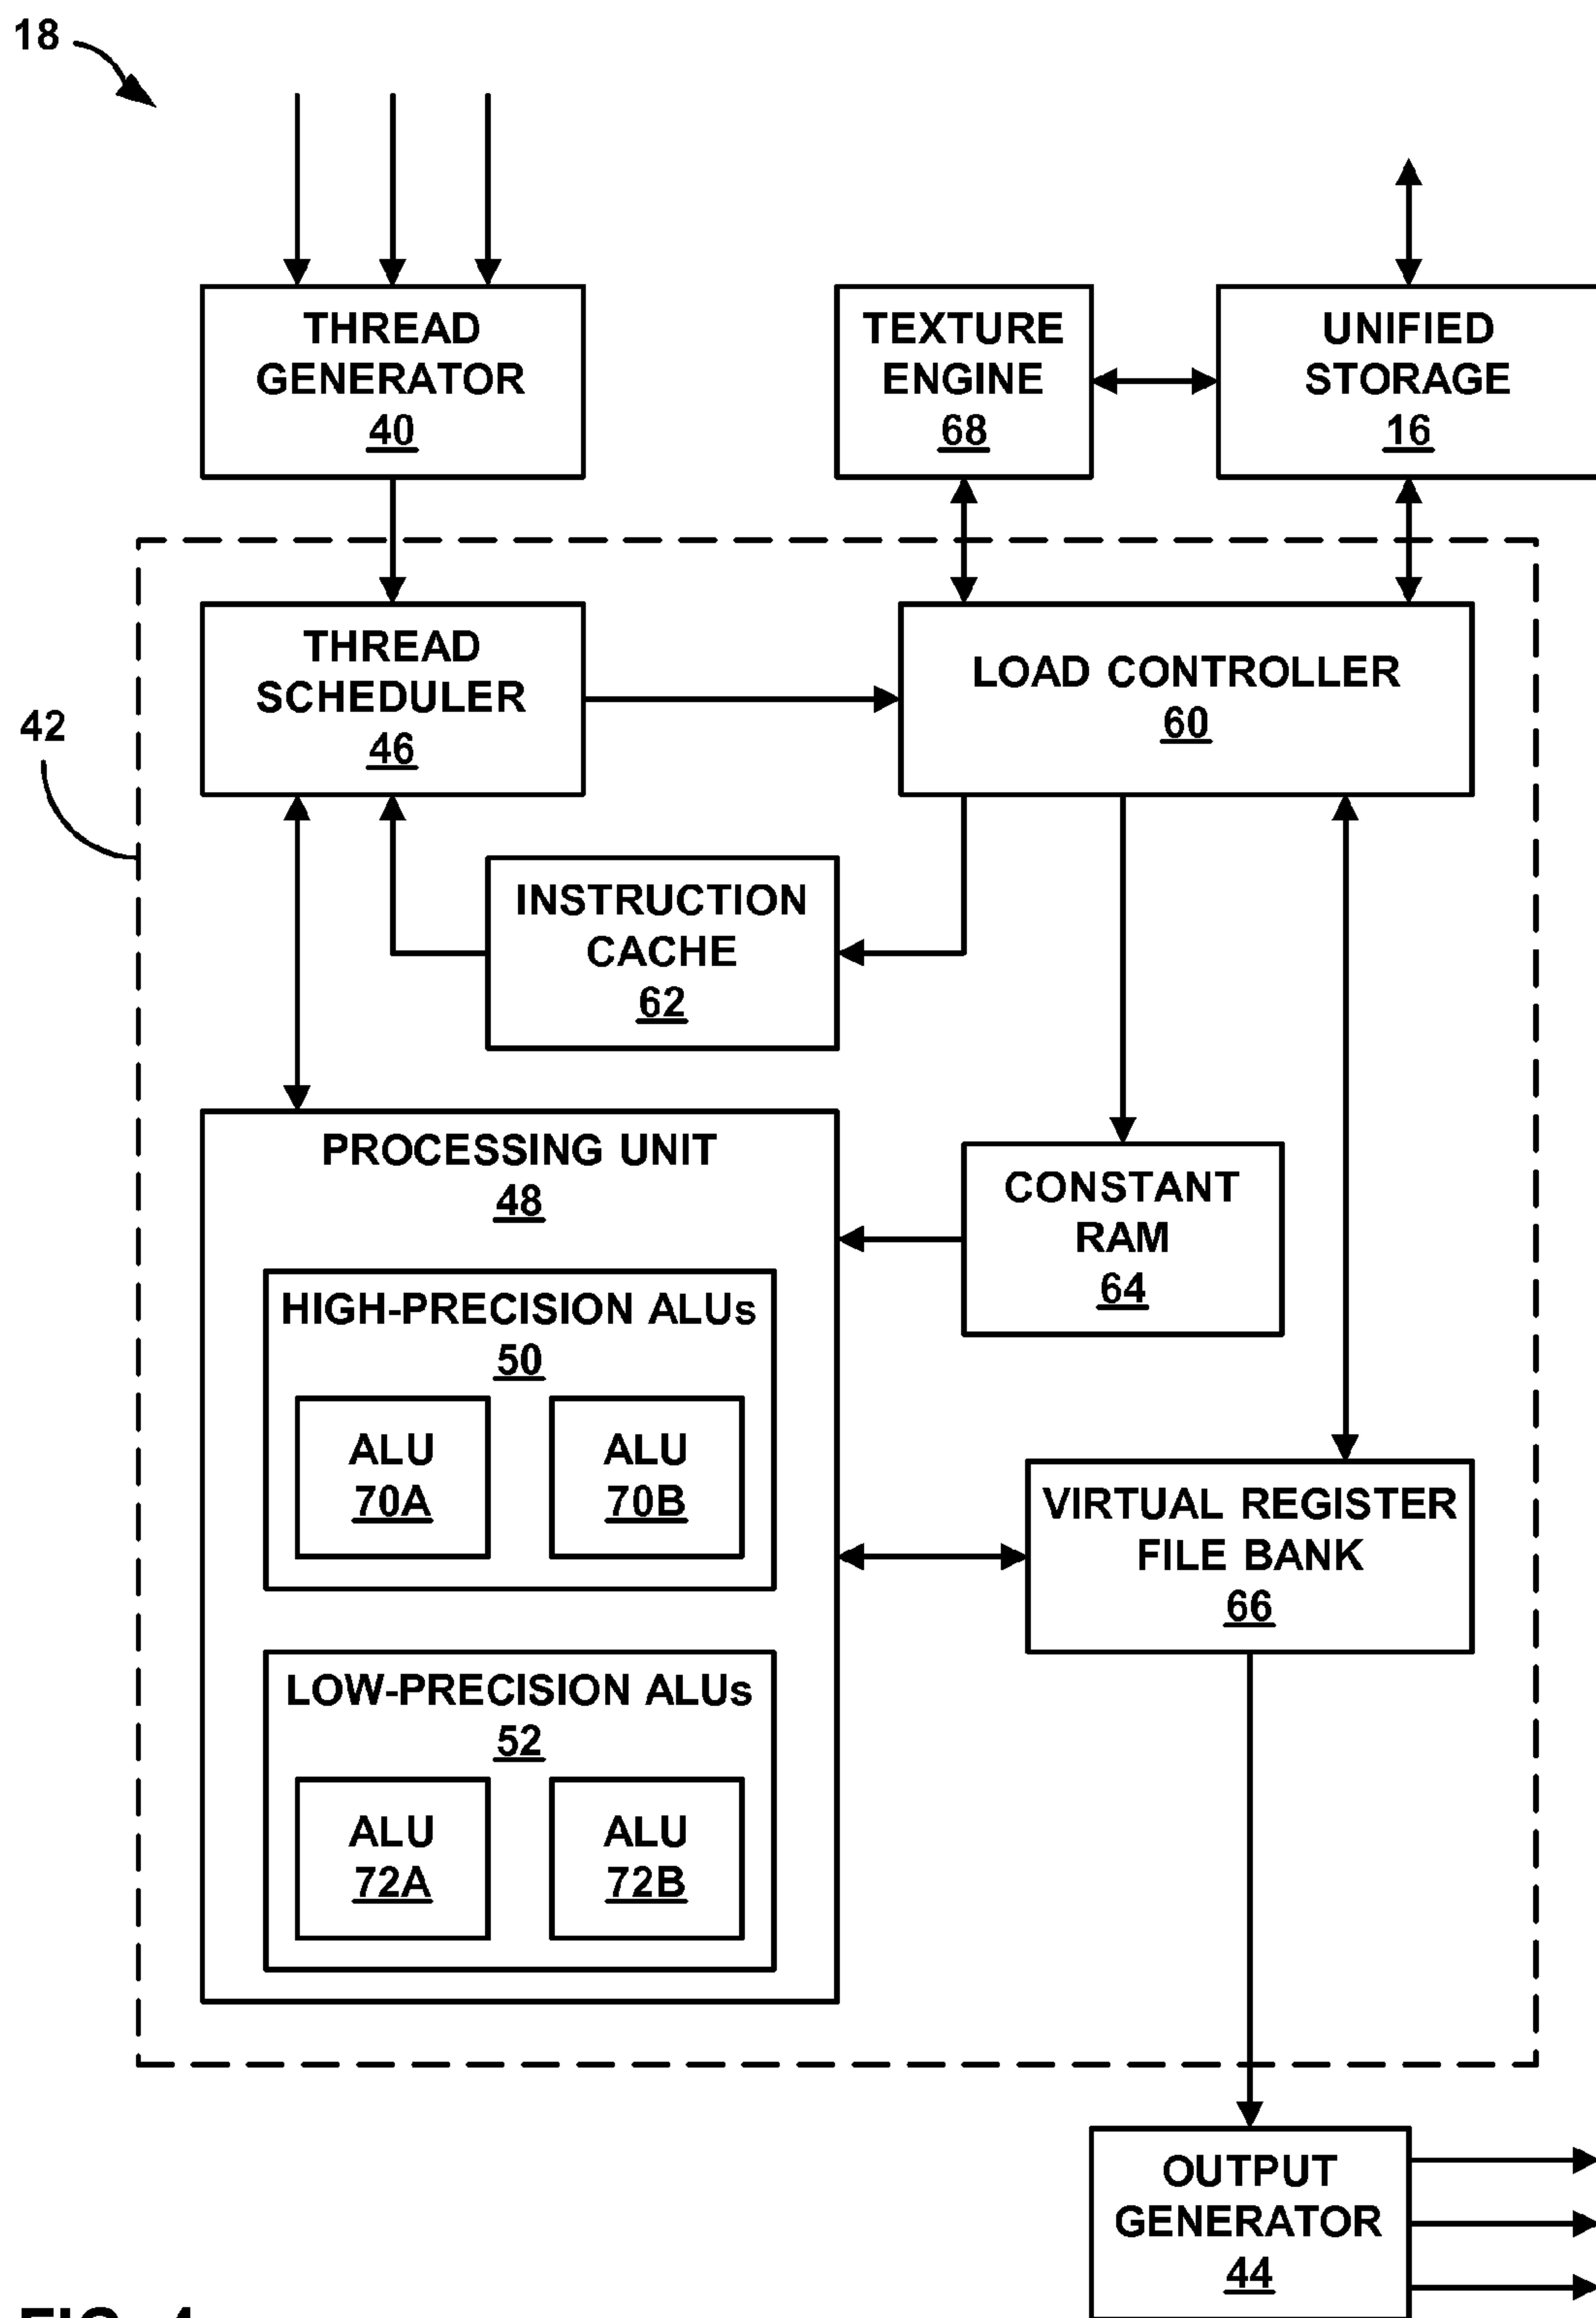 18
THREAD
GENERATOR
40
TEXTURE
ENGINE
68
UNIFIED
STORAGE
16
THREAD
SCHEDULER
46
LOAD CONTROLLER
60
42
INSTRUCTION
CACHE
62
PROCESSING UNIT
48
CONSTANT
RAM
64
HIGH-PRECISION ALUs
50
ALU
70A
ALU
70B
VIRTUAL REGISTER
FILE BANK
66
LOW-PRECISION ALUs
52
ALU
72A
ALU
72B
OUTPUT
GENERATOR
44
FIG. 4